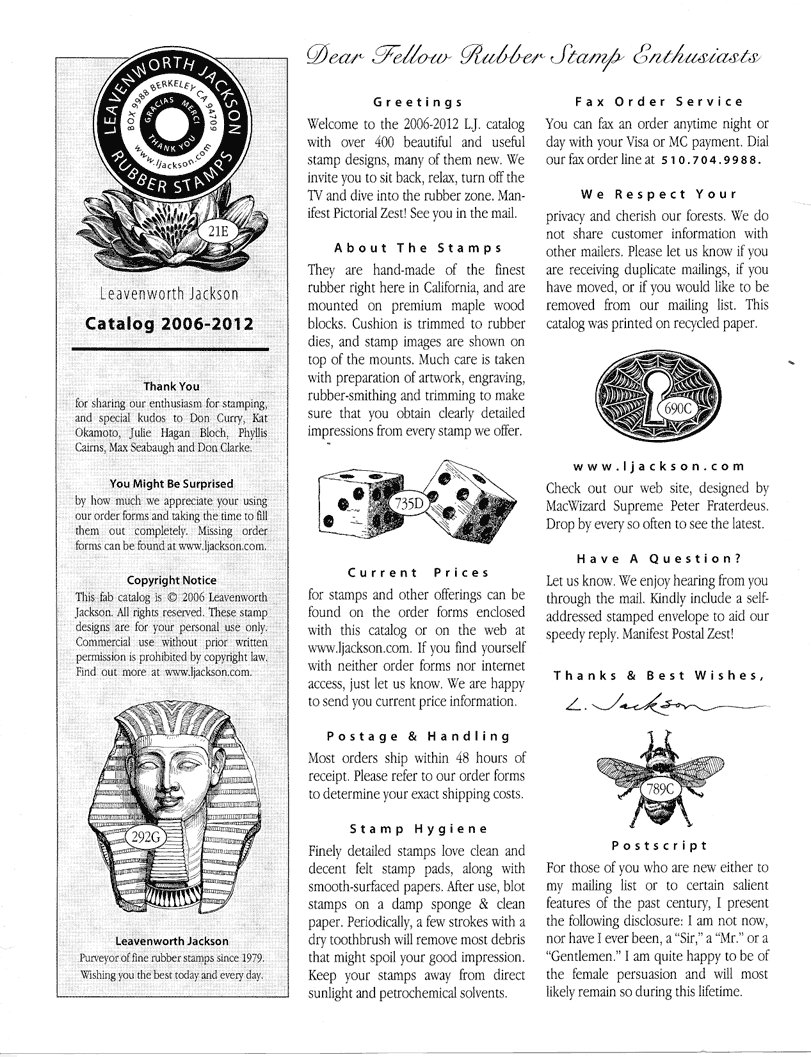 LEAVENWORTH JACKSON
RUBBER STAMPS
BOX 9988 BERKELEY CA 94709
www.ljackson.com
GRACIAS MERCI
THANK YOU
21E
Leavenworth Jackson
Catalog 2006-2012
Thank You
for sharing our enthusiasm for stamping,
and special kudos to Don Curry, Kat
Okamoto, Julie Hagan Bloch, Phyllis
Cairns, Max Seabaugh and Don Clarke.
You Might Be Surprised
by how much we appreciate your using
our order forms and taking the time to fill
them out completely. Missing order
forms can be found at www.ljackson.com.
Copyright Notice
This fab catalog is © 2006 Leavenworth
Jackson. All rights reserved. These stamp
designs are for your personal use only.
Commercial use without prior written
permission is prohibited by copyright law.
Find out more at www.ljackson.com.
292G
Leavenworth Jackson
Purveyor of fine rubber stamps since 1979.
Wishing you the best today and every day.
Dear Fellow Rubber Stamp Enthusiasts
Greetings
Welcome to the 2006-2012 L.J. catalog
with over 400 beautiful and useful
stamp designs, many of them new. We
invite you to sit back, relax, turn off the
TV and dive into the rubber zone. Man-
ifest Pictorial Zest! See you in the mail.
About The Stamps
They are hand-made of the finest
rubber right here in California, and are
mounted on premium maple wood
blocks. Cushion is trimmed to rubber
dies, and stamp images are shown on
top of the mounts. Much care is taken
with preparation of artwork, engraving,
rubber-smithing and trimming to make
sure that you obtain clearly detailed
impressions from every stamp we offer.
735D
Current Prices
for stamps and other offerings can be
found on the order forms enclosed
with this catalog or on the web at
www.ljackson.com. If you find yourself
with neither order forms nor internet
access, just let us know. We are happy
to send you current price information.
Postage & Handling
Most orders ship within 48 hours of
receipt. Please refer to our order forms
to determine your exact shipping costs.
Stamp Hygiene
Finely detailed stamps love clean and
decent felt stamp pads, along with
smooth-surfaced papers. After use, blot
stamps on a damp sponge & clean
paper. Periodically, a few strokes with a
dry toothbrush will remove most debris
that might spoil your good impression.
Keep your stamps away from direct
sunlight and petrochemical solvents.
Fax Order Service
You can fax an order anytime night or
day with your Visa or MC payment. Dial
our fax order line at 510.704.9988.
We Respect Your
privacy and cherish our forests. We do
not share customer information with
other mailers. Please let us know if you
are receiving duplicate mailings, if you
have moved, or if you would like to be
removed from our mailing list. This
catalog was printed on recycled paper.
690C
www.ljackson.com
Check out our web site, designed by
MacWizard Supreme Peter Fraterdeus.
Drop by every so often to see the latest.
Have A Question?
Let us know. We enjoy hearing from you
through the mail. Kindly include a self-
addressed stamped envelope to aid our
speedy reply. Manifest Postal Zest!
Thanks & Best Wishes,
L. Jackson
789C
Postscript
For those of you who are new either to
my mailing list or to certain salient
features of the past century, I present
the following disclosure: I am not now,
nor have I ever been, a “Sir,” a “Mr.” or a
“Gentlemen.” I am quite happy to be of
the female persuasion and will most
likely remain so during this lifetime.